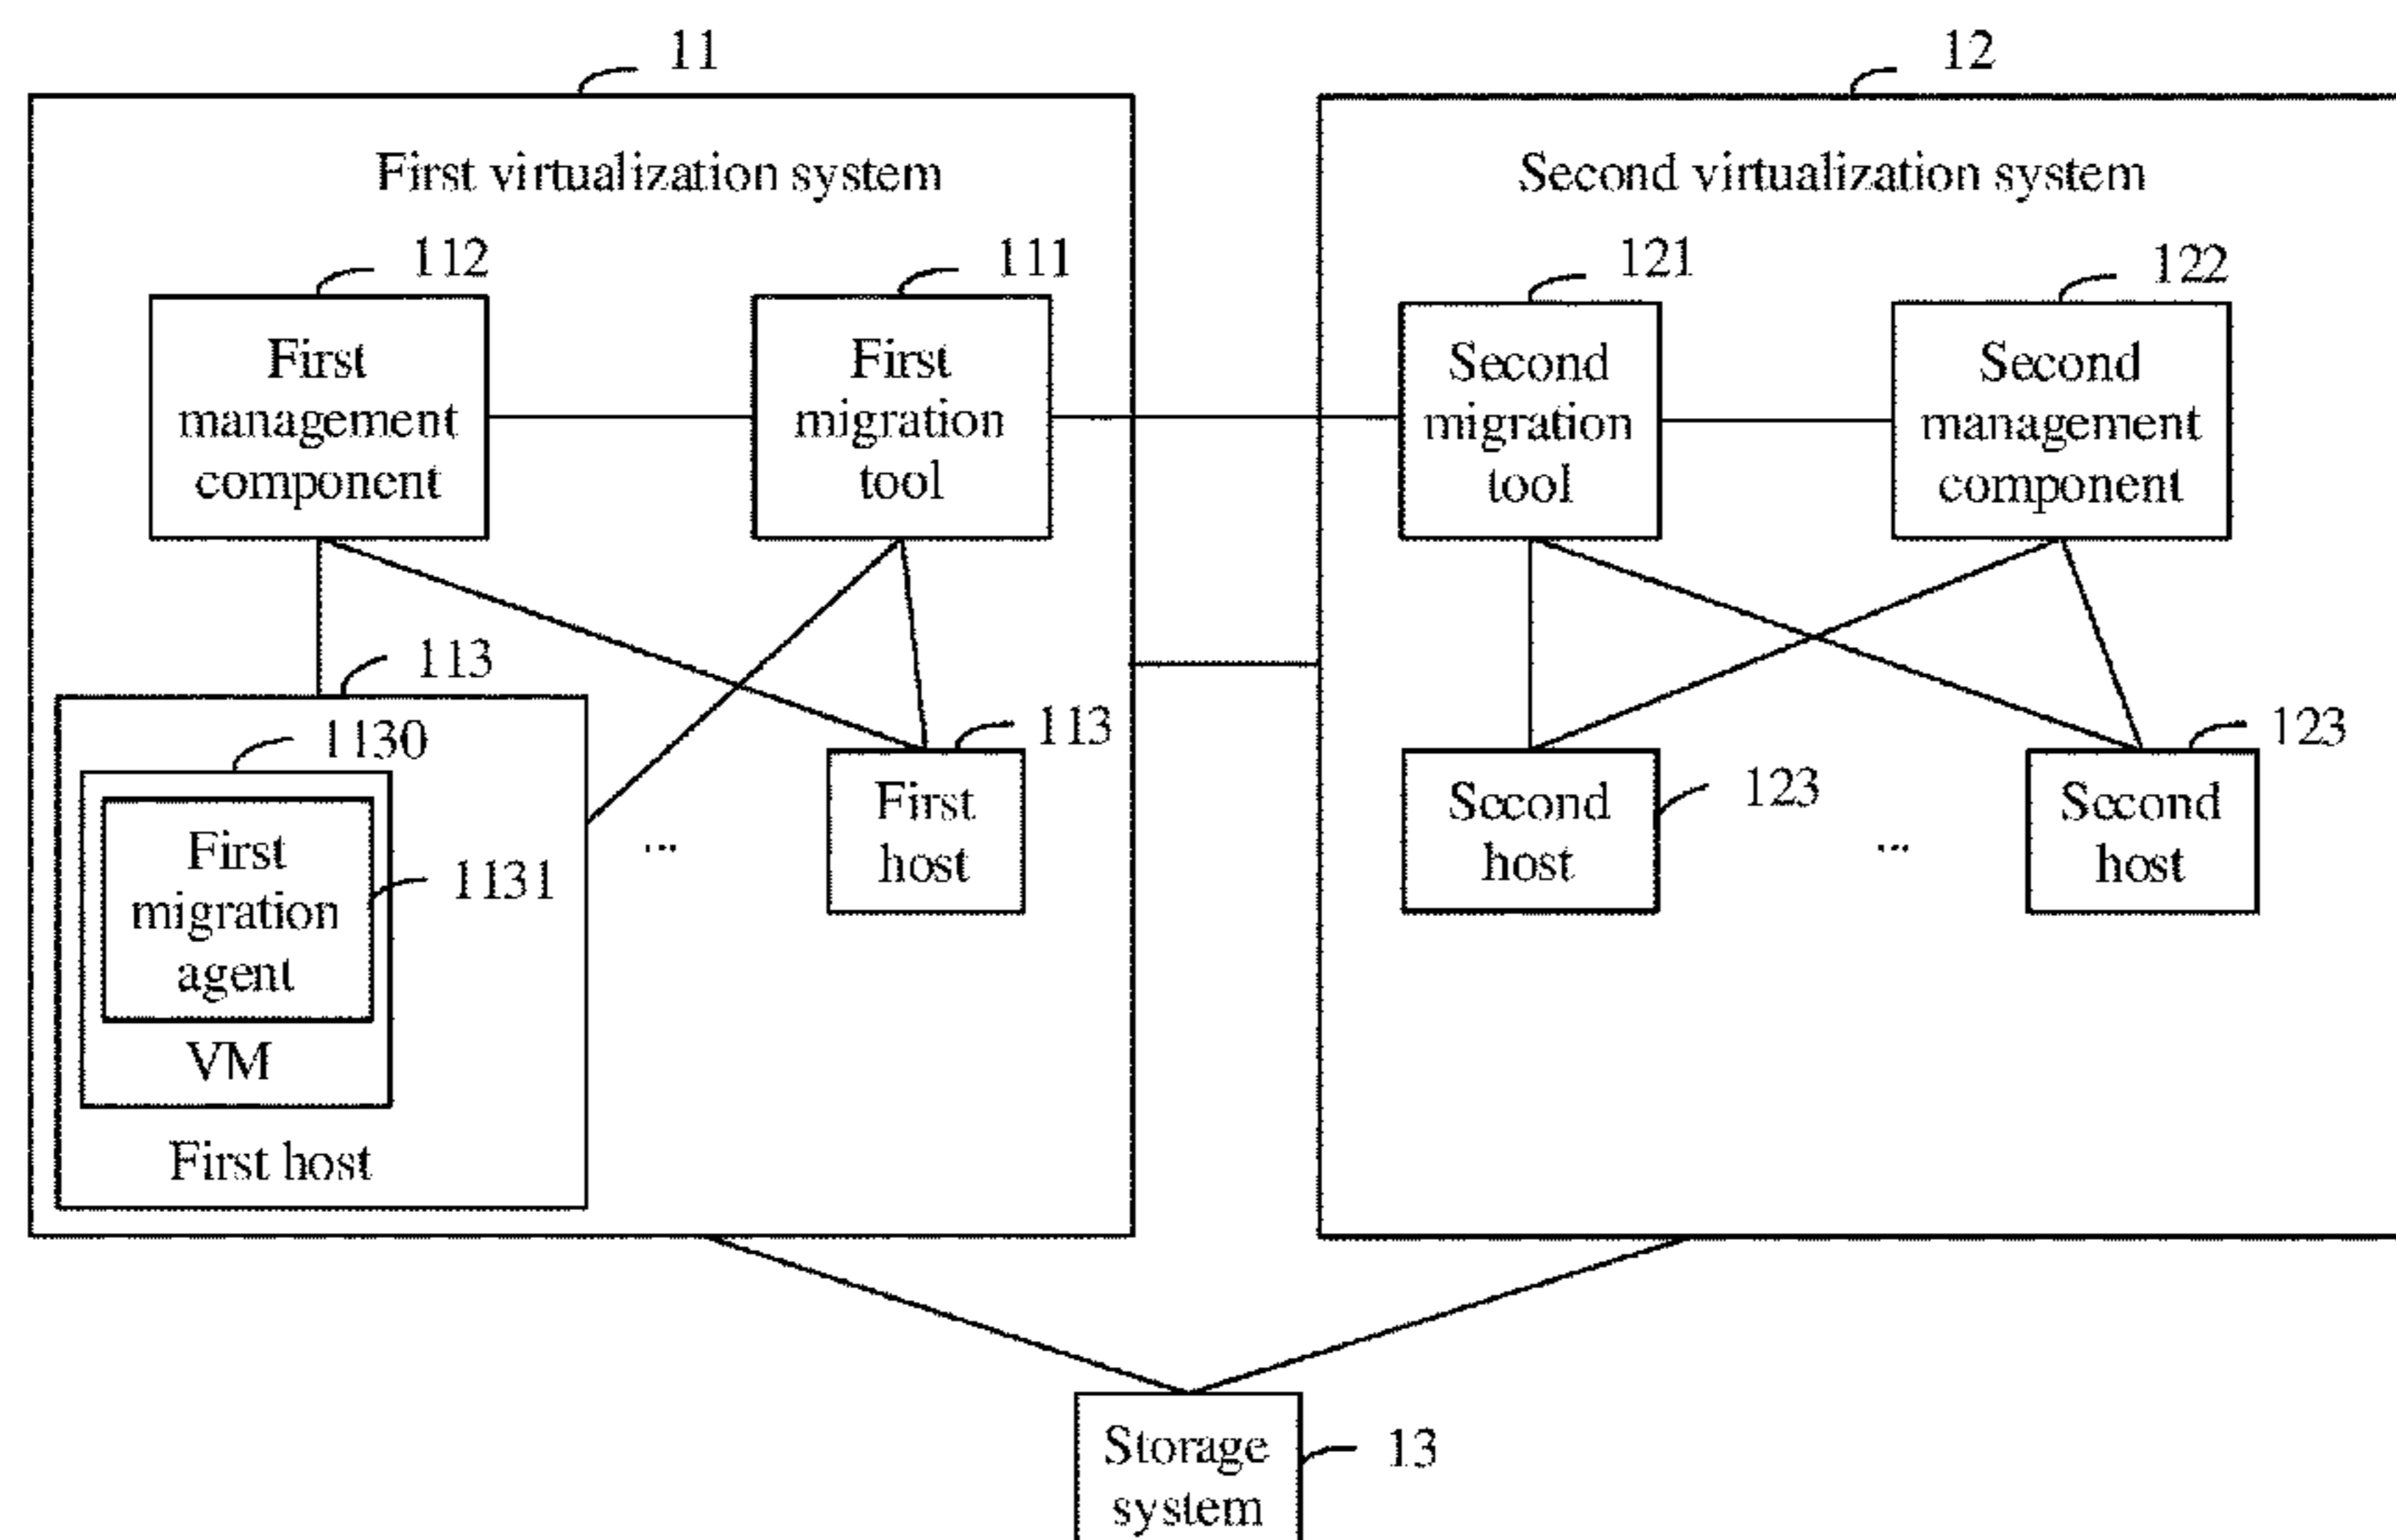 11
12
First virtualization system
Second virtualization system
112
111
121
122
First
management
component
First
migration
tool
Second
migration
tool
Second
management
component
113
1130
First
migration
agent
1131
VM
First host
...
113
First
host
Second
host
123
...
123
Second
host
Storage
system
13